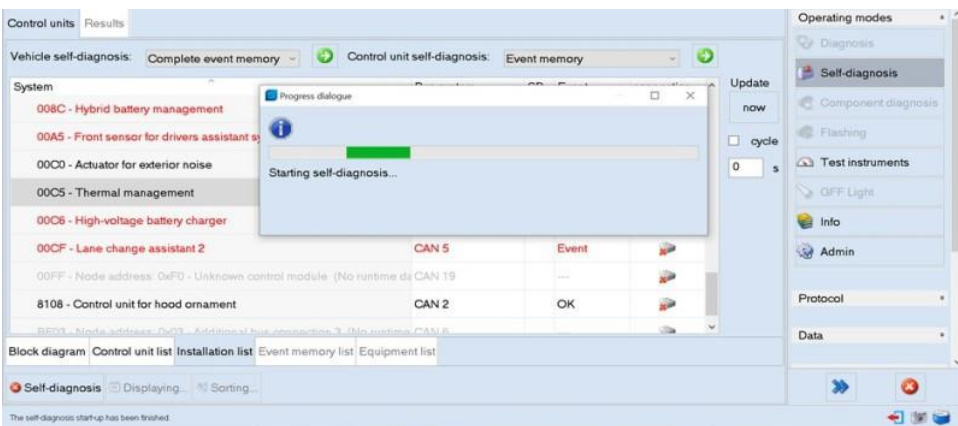 Control units Results
Vehicle self-diagnosis: Complete event memory Control unit self-diagnosis: Event memory
System
Update
now
cycle
0 s
008C - Hybrid battery management
00A5 - Front sensor for drivers assistant sy
00C0 - Actuator for exterior noise
00C5 - Thermal management
00C6 - High-voltage battery charger
00CF - Lane change assistant 2 CAN 5 Event
00FF - Node address: 0xF0 - Unknown control module (No runtime da CAN 19 ---
8108 - Control unit for hood ornament CAN 2 OK
Progress dialogue
Starting self-diagnosis...
Block diagram Control unit list Installation list Event memory list Equipment list
Self-diagnosis Displaying... Sorting...
The self-diagnosis start-up has been finished.
Operating modes
Diagnosis
Self-diagnosis
Component diagnosis
Flashing
Test instruments
OFF Light
Info
Admin
Protocol
Data